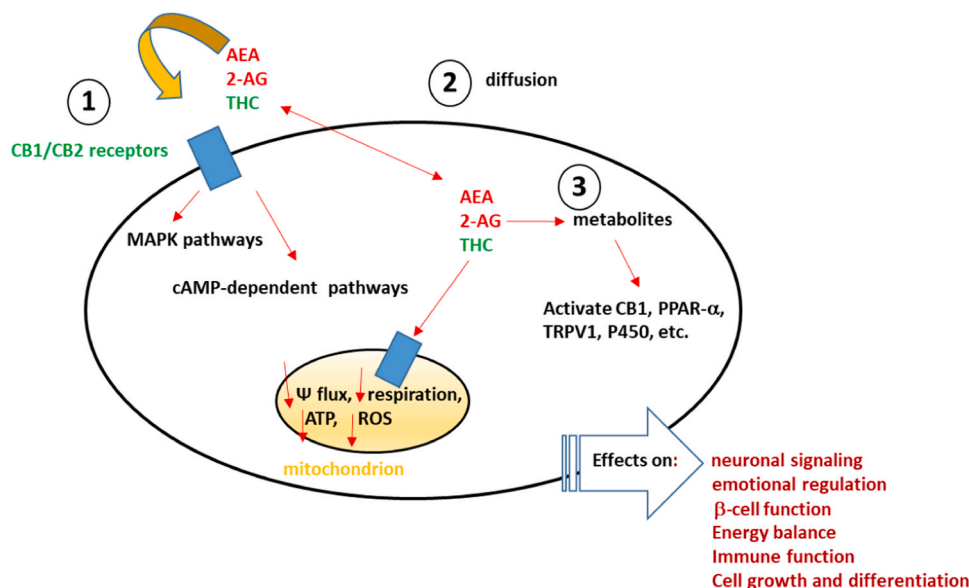 AEA
2-AG
THC
1
CB1/CB2 receptors
2
diffusion
AEA
2-AG
THC
3
metabolites
MAPK pathways
cAMP-dependent pathways
Activate CB1, PPAR-α,
TRPV1, P450, etc.
Ψ flux, respiration,
ATP, ROS
mitochondrion
Effects on:
neuronal signaling
emotional regulation
β-cell function
Energy balance
Immune function
Cell growth and differentiation